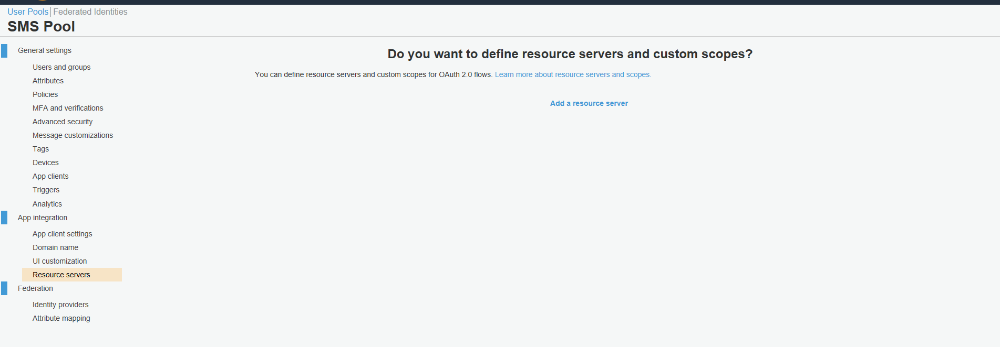 User Pools | Federated Identities
SMS Pool
General settings
Users and groups
Attributes
Policies
MFA and verifications
Advanced security
Message customizations
Tags
Devices
App clients
Triggers
Analytics
App integration
App client settings
Domain name
UI customization
Resource servers
Federation
Identity providers
Attribute mapping
Do you want to define resource servers and custom scopes?
You can define resource servers and custom scopes for OAuth 2.0 flows. Learn more about resource servers and scopes.
Add a resource server